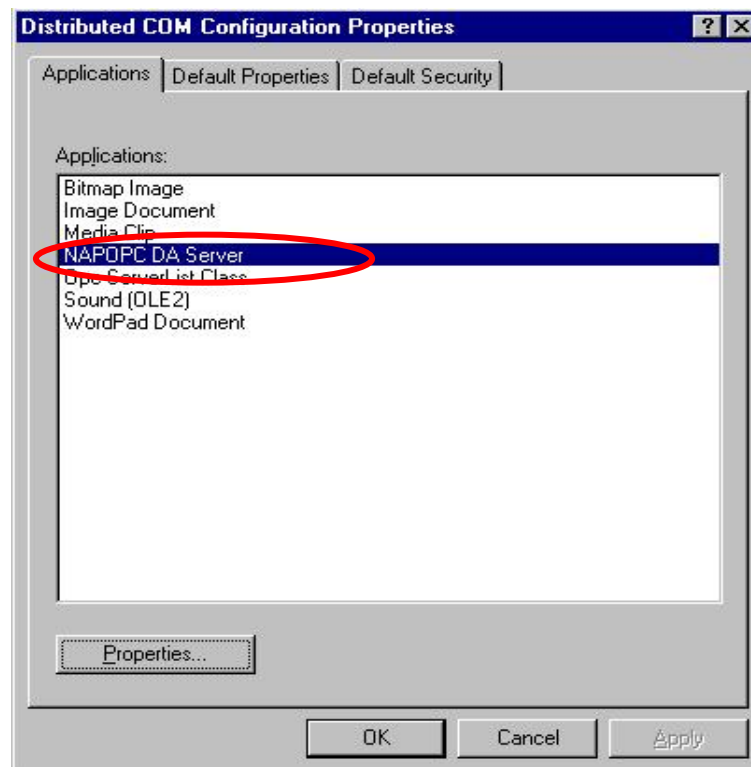 Distributed COM Configuration Properties
Applications
Default Properties
Default Security
Applications:
Bitmap Image
Image Document
Media Clip
NAPOPC DA Server
Opc ServerList Class
Sound (OLE2)
WordPad Document
Properties...
OK
Cancel
Apply